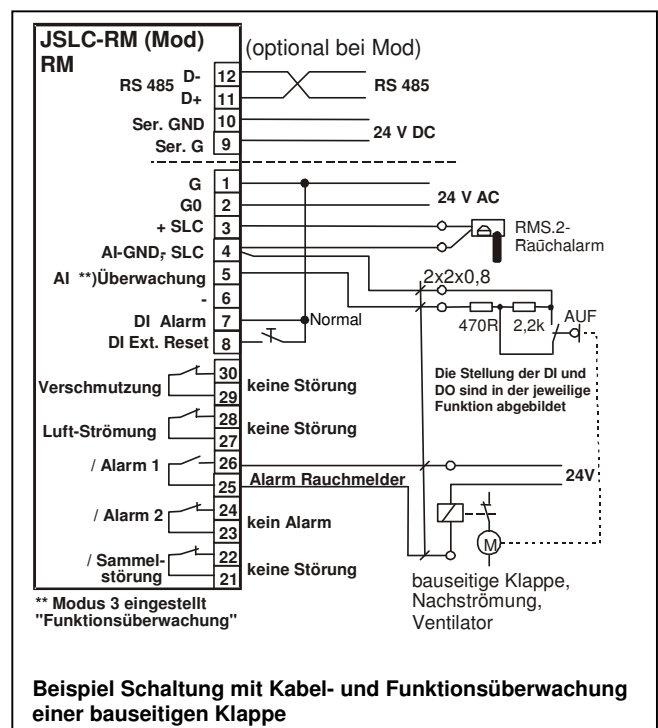 JSLC-RM (Mod)
RM
(optional bei Mod)
RS 485 D- 12
D+ 11
RS 485
Ser. GND 10
Ser. G 9
24 V DC
G 1
G0 2
24 V AC
+ SLC 3
RMS.2-
Rauchalarm
AI-GND,- SLC 4
AI **)Überwachung 5
2x2x0,8
- 6
470R 2,2k AUF
DI Alarm 7 Normal
DI Ext. Reset 8
Die Stellung der DI und
DO sind in der jeweilige
Funktion abgebildet
Verschmutzung 30
29
keine Störung
Luft-Strömung 28
27
keine Störung
/ Alarm 1 26
25 Alarm Rauchmelder
24V
/ Alarm 2 24
23
kein Alarm
M
/ Sammel-
störung
22
21
keine Störung
bauseitige Klappe,
Nachströmung,
Ventilator
** Modus 3 eingestellt
"Funktionsüberwachung"
Beispiel Schaltung mit Kabel- und Funktionsüberwachung
einer bauseitigen Klappe